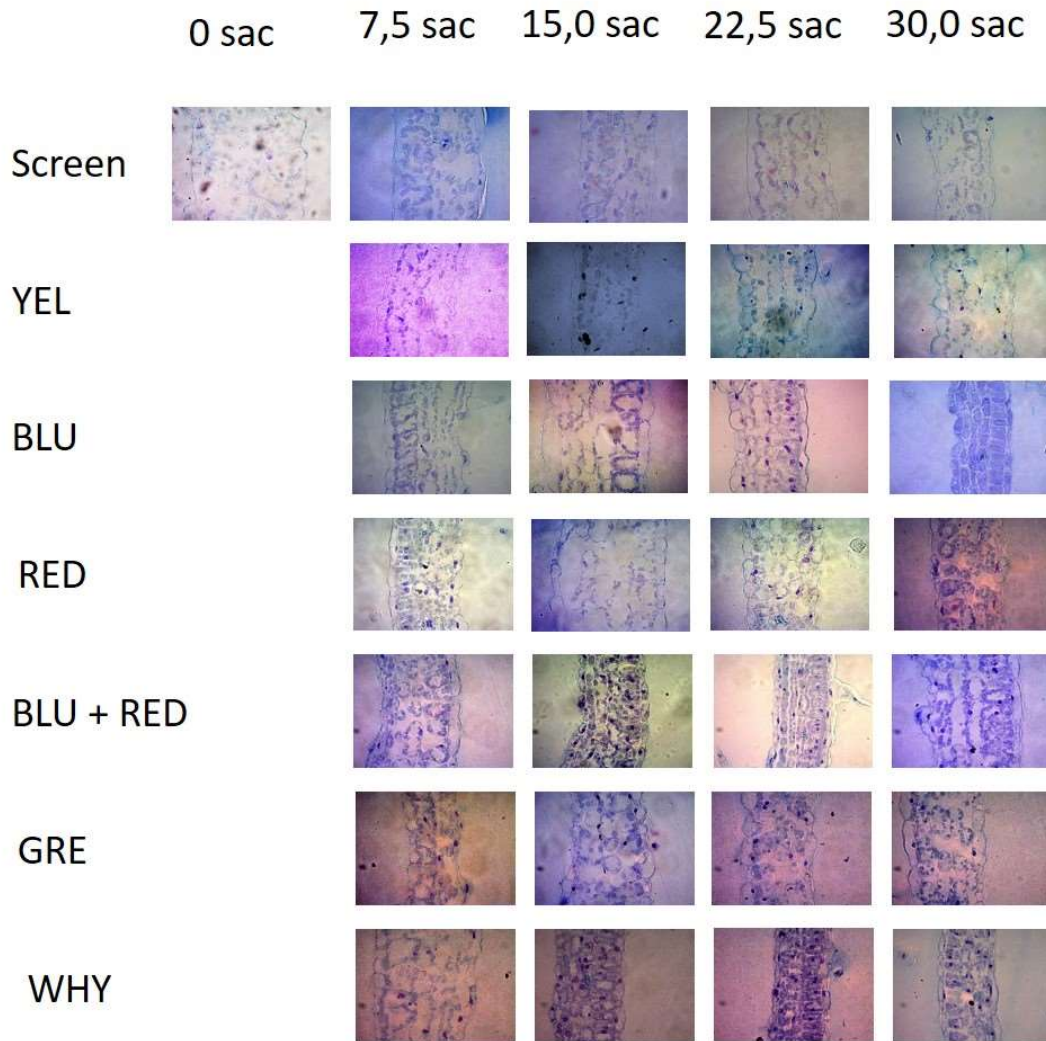 0 sac 7,5 sac 15,0 sac 22,5 sac 30,0 sac
Screen
YEL
BLU
RED
BLU + RED
GRE
WHY